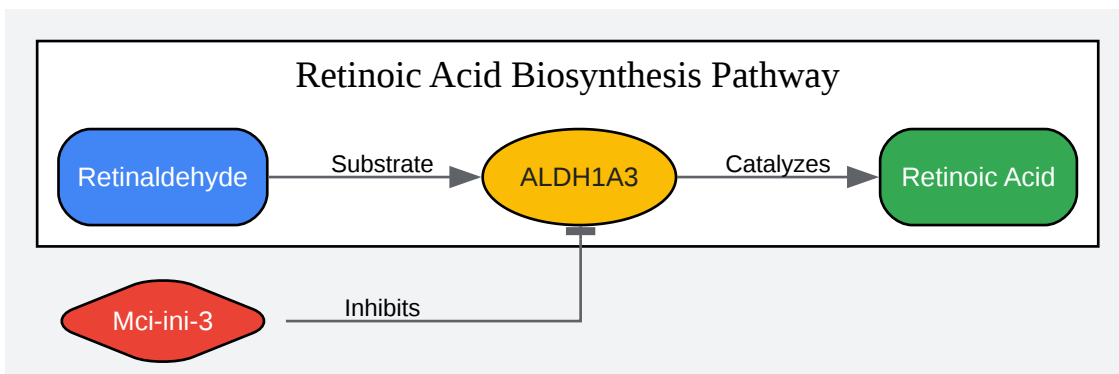 Retinoic Acid Biosynthesis Pathway
Retinaldehyde
Substrate
ALDH1A3
Catalyzes
Retinoic Acid
Mci-ini-3
Inhibits